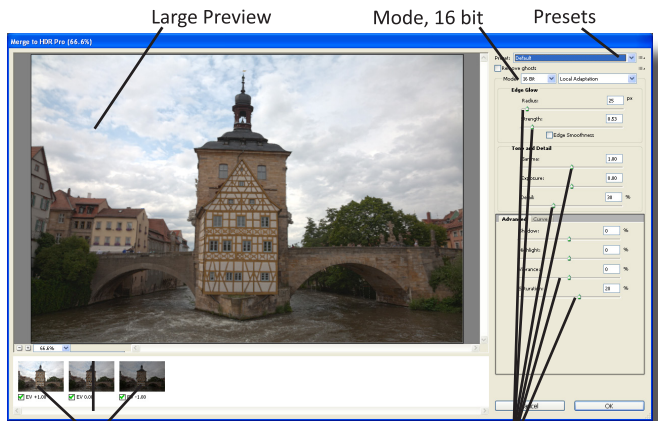 Large Preview Mode, 16 bit Presets
Merge to HDR Pro (66.6%)
Preset: Default
Remove ghosts
Mode: 16 Bit Local Adaptation
Edge Glow
Radius: 25 px
Strength: 0.53
Edge Smoothness
Tone and Detail
Gamma: 1.00
Exposure: 0.00
Detail: 30 %
Advanced Curve
Shadow: 0 %
Highlight: 0 %
Vibrance: 0 %
Saturation: 20 %
66.6%
EV +1.00 EV 0.00 EV -1.00
Cancel OK